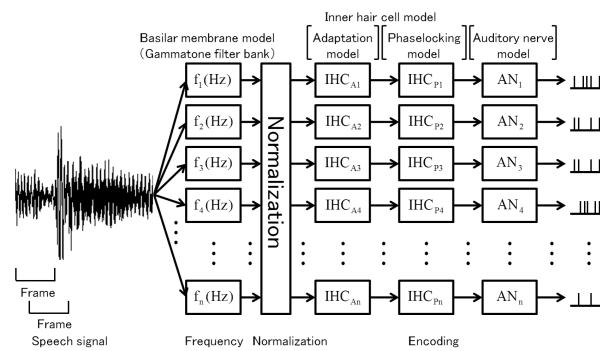 Inner hair cell model
Basilar membrane model
(Gammatone filter bank)
Adaptation
model
Phaselocking
model
Auditory nerve
model
f1(Hz)
IHCA1
IHCP1
AN1
f2(Hz)
IHCA2
IHCP2
AN2
f3(Hz)
IHCA3
IHCP3
AN3
f4(Hz)
IHCA4
IHCP4
AN4
fn(Hz)
IHCAn
IHCPn
ANn
Normalization
Frame
Frame
Speech signal
Frequency
Normalization
Encoding